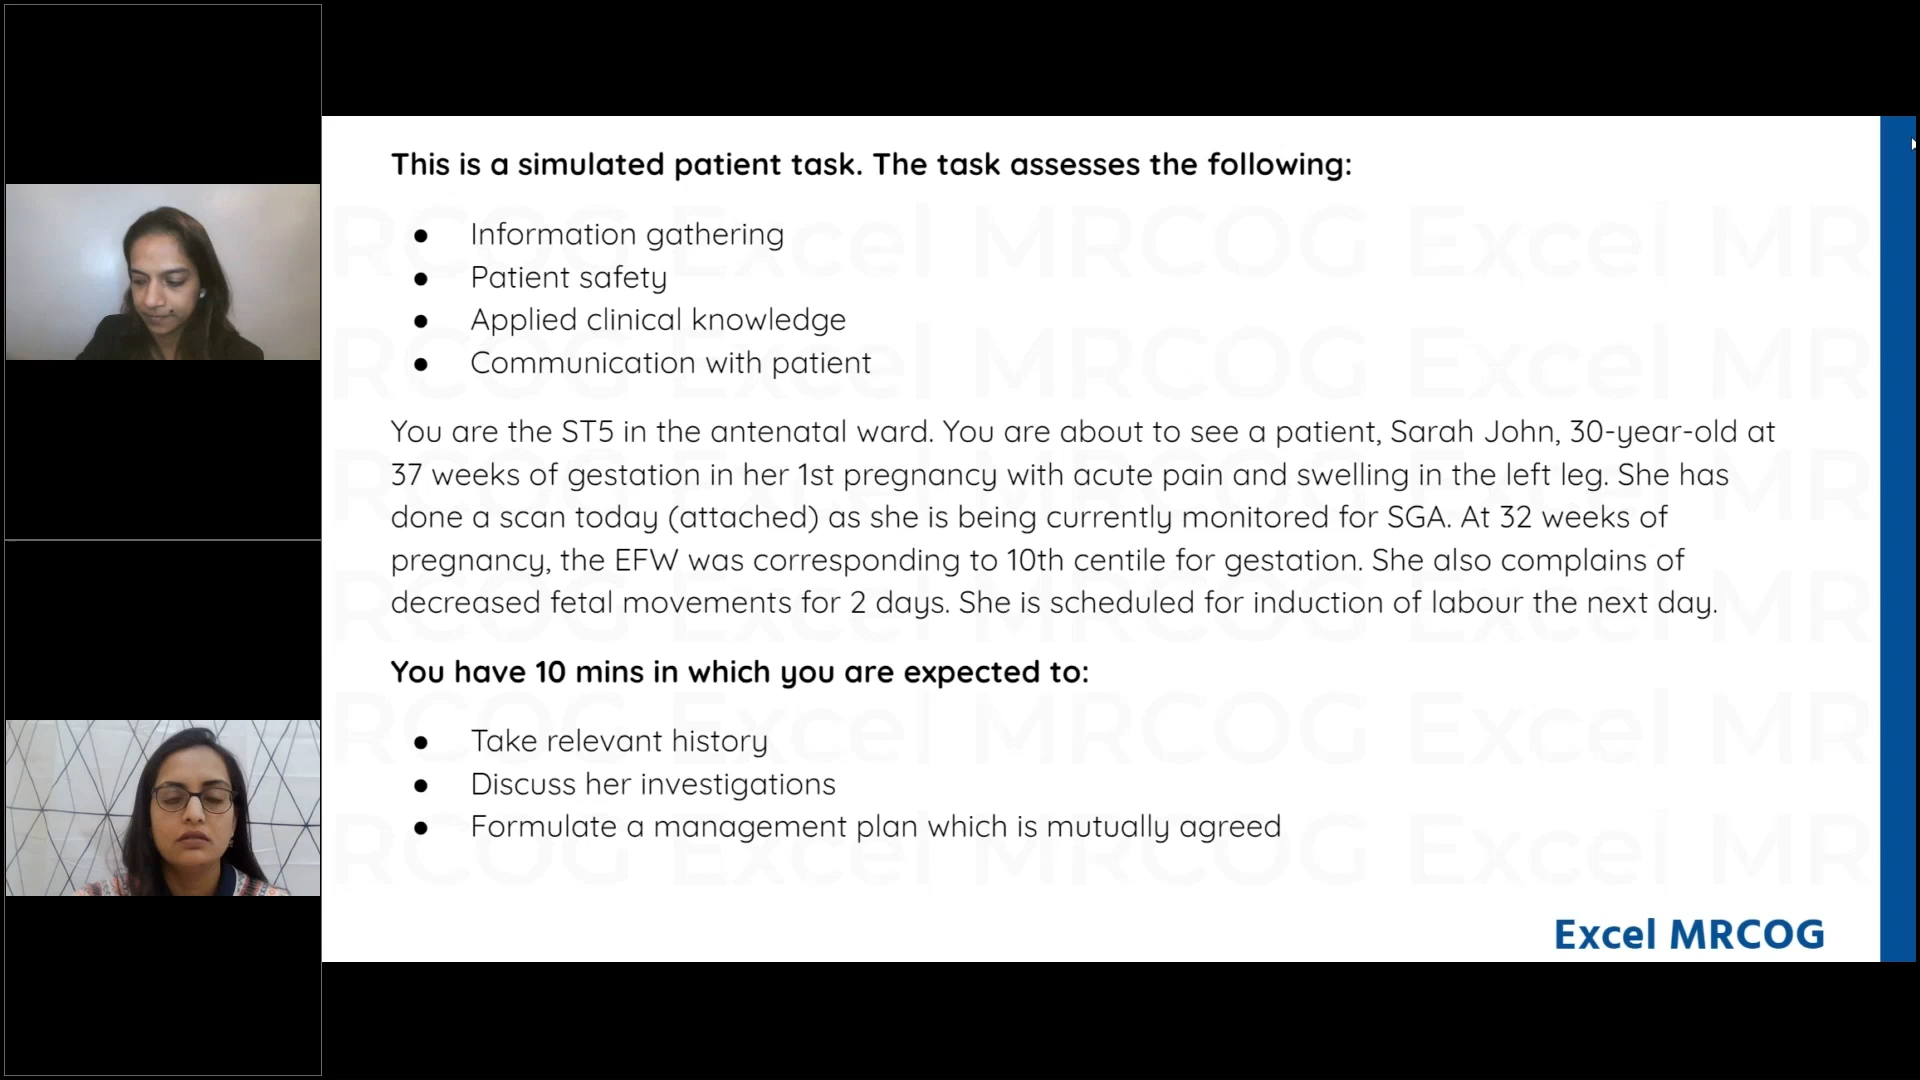 This is a simulated patient task. The task assesses the following:
● Information gathering
● Patient safety
● Applied clinical knowledge
● Communication with patient
You are the ST5 in the antenatal ward. You are about to see a patient, Sarah John, 30-year-old at
37 weeks of gestation in her 1st pregnancy with acute pain and swelling in the left leg. She has
done a scan today (attached) as she is being currently monitored for SGA. At 32 weeks of
pregnancy, the EFW was corresponding to 10th centile for gestation. She also complains of
decreased fetal movements for 2 days. She is scheduled for induction of labour the next day.
You have 10 mins in which you are expected to:
● Take relevant history
● Discuss her investigations
● Formulate a management plan which is mutually agreed
Excel MRCOG